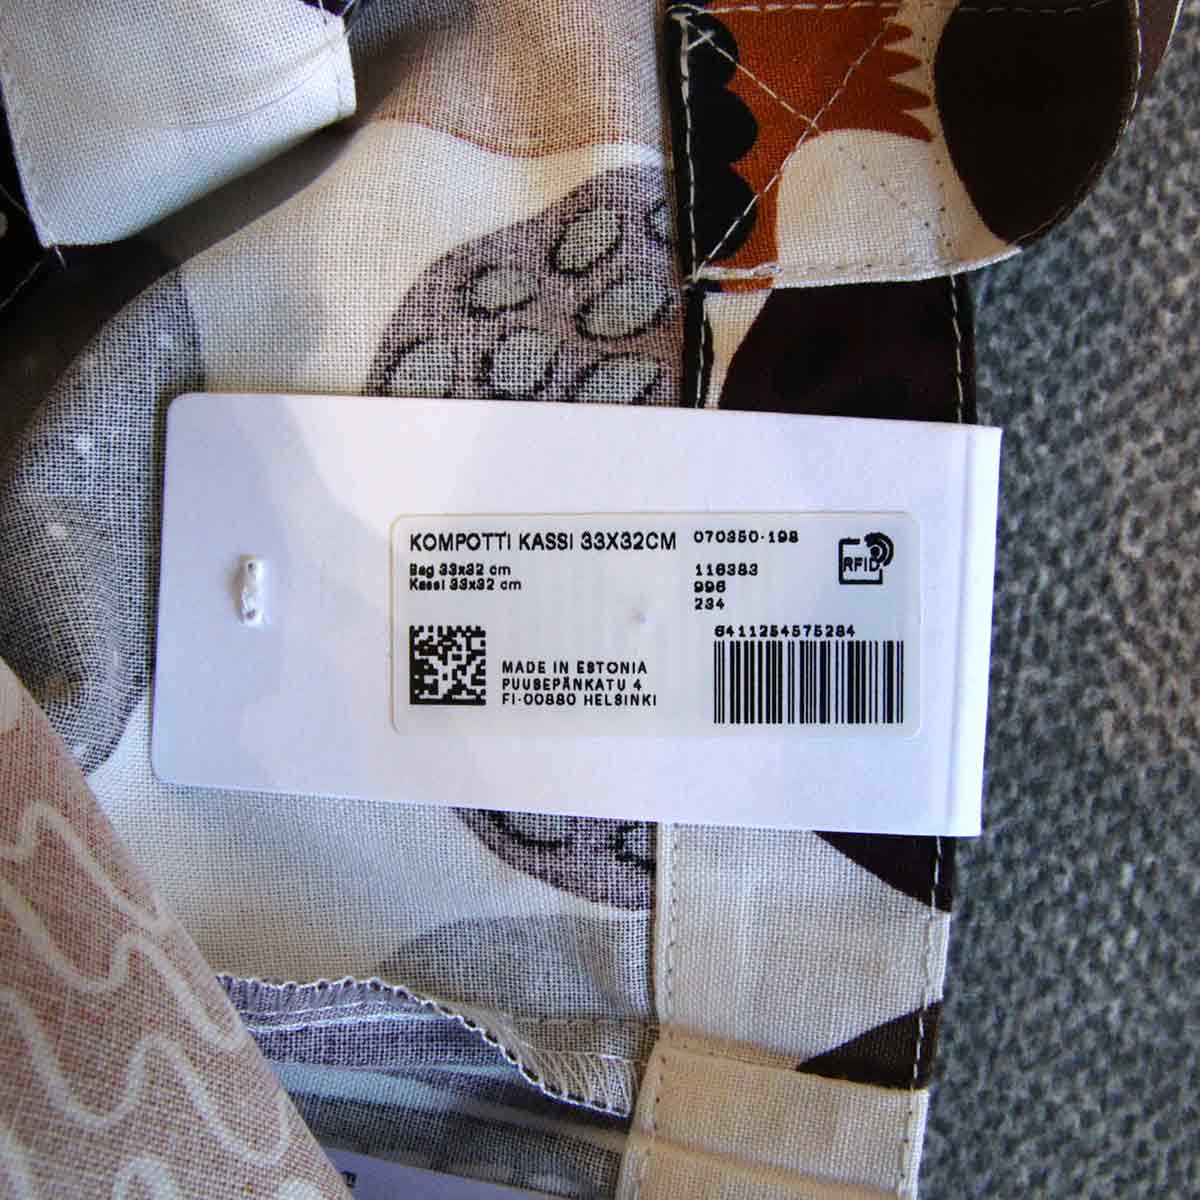 KOMPOTTI KASSI 33X32CM 070350-198
Bag 33x32 cm 116383
Kassi 33x32 cm 996
234
RFID
6411254575284
MADE IN ESTONIA
PUUSEPÄNKATU 4
FI-00880 HELSINKI